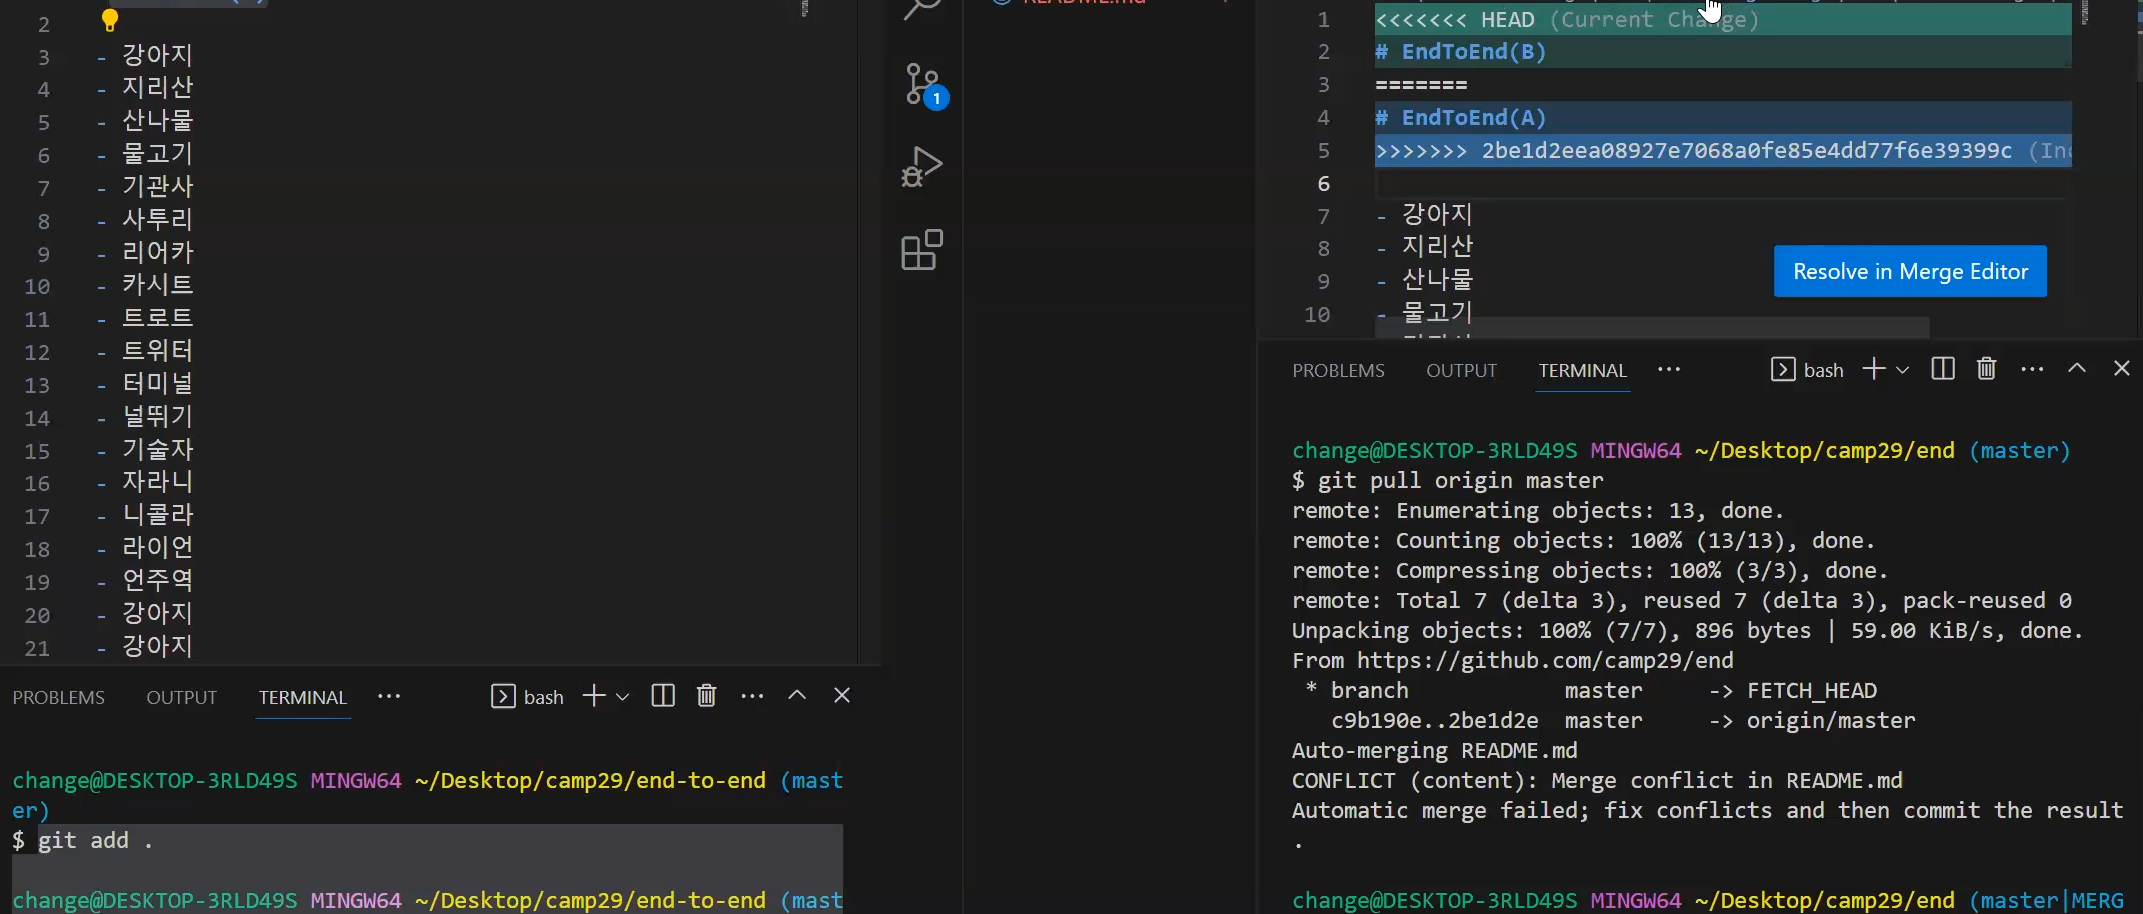 2
3 - 강아지
4 - 지리산
5 - 산나물
6 - 물고기
7 - 기관사
8 - 사투리
9 - 리어카
10 - 카시트
11 - 트로트
12 - 트위터
13 - 터미널
14 - 널뛰기
15 - 기술자
16 - 자라니
17 - 니콜라
18 - 라이언
19 - 언주역
20 - 강아지
21 - 강아지
PROBLEMS OUTPUT TERMINAL ··· bash
change@DESKTOP-3RLD49S MINGW64 ~/Desktop/camp29/end-to-end (mast
er)
$ git add .
change@DESKTOP-3RLD49S MINGW64 ~/Desktop/camp29/end-to-end (mast
1
README.md
1 <<<<<<< HEAD (Current Change)
2 # EndToEnd(B)
3 =======
4 # EndToEnd(A)
5 >>>>>>> 2be1d2eea08927e7068a0fe85e4dd77f6e39399c (Inc
6
7 - 강아지
8 - 지리산
9 - 산나물
10 - 물고기
Resolve in Merge Editor
PROBLEMS OUTPUT TERMINAL ··· bash
change@DESKTOP-3RLD49S MINGW64 ~/Desktop/camp29/end (master)
$ git pull origin master
remote: Enumerating objects: 13, done.
remote: Counting objects: 100% (13/13), done.
remote: Compressing objects: 100% (3/3), done.
remote: Total 7 (delta 3), reused 7 (delta 3), pack-reused 0
Unpacking objects: 100% (7/7), 896 bytes | 59.00 KiB/s, done.
From https://github.com/camp29/end
* branch master -> FETCH_HEAD
c9b190e..2be1d2e master -> origin/master
Auto-merging README.md
CONFLICT (content): Merge conflict in README.md
Automatic merge failed; fix conflicts and then commit the result
.
change@DESKTOP-3RLD49S MINGW64 ~/Desktop/camp29/end (master|MERG